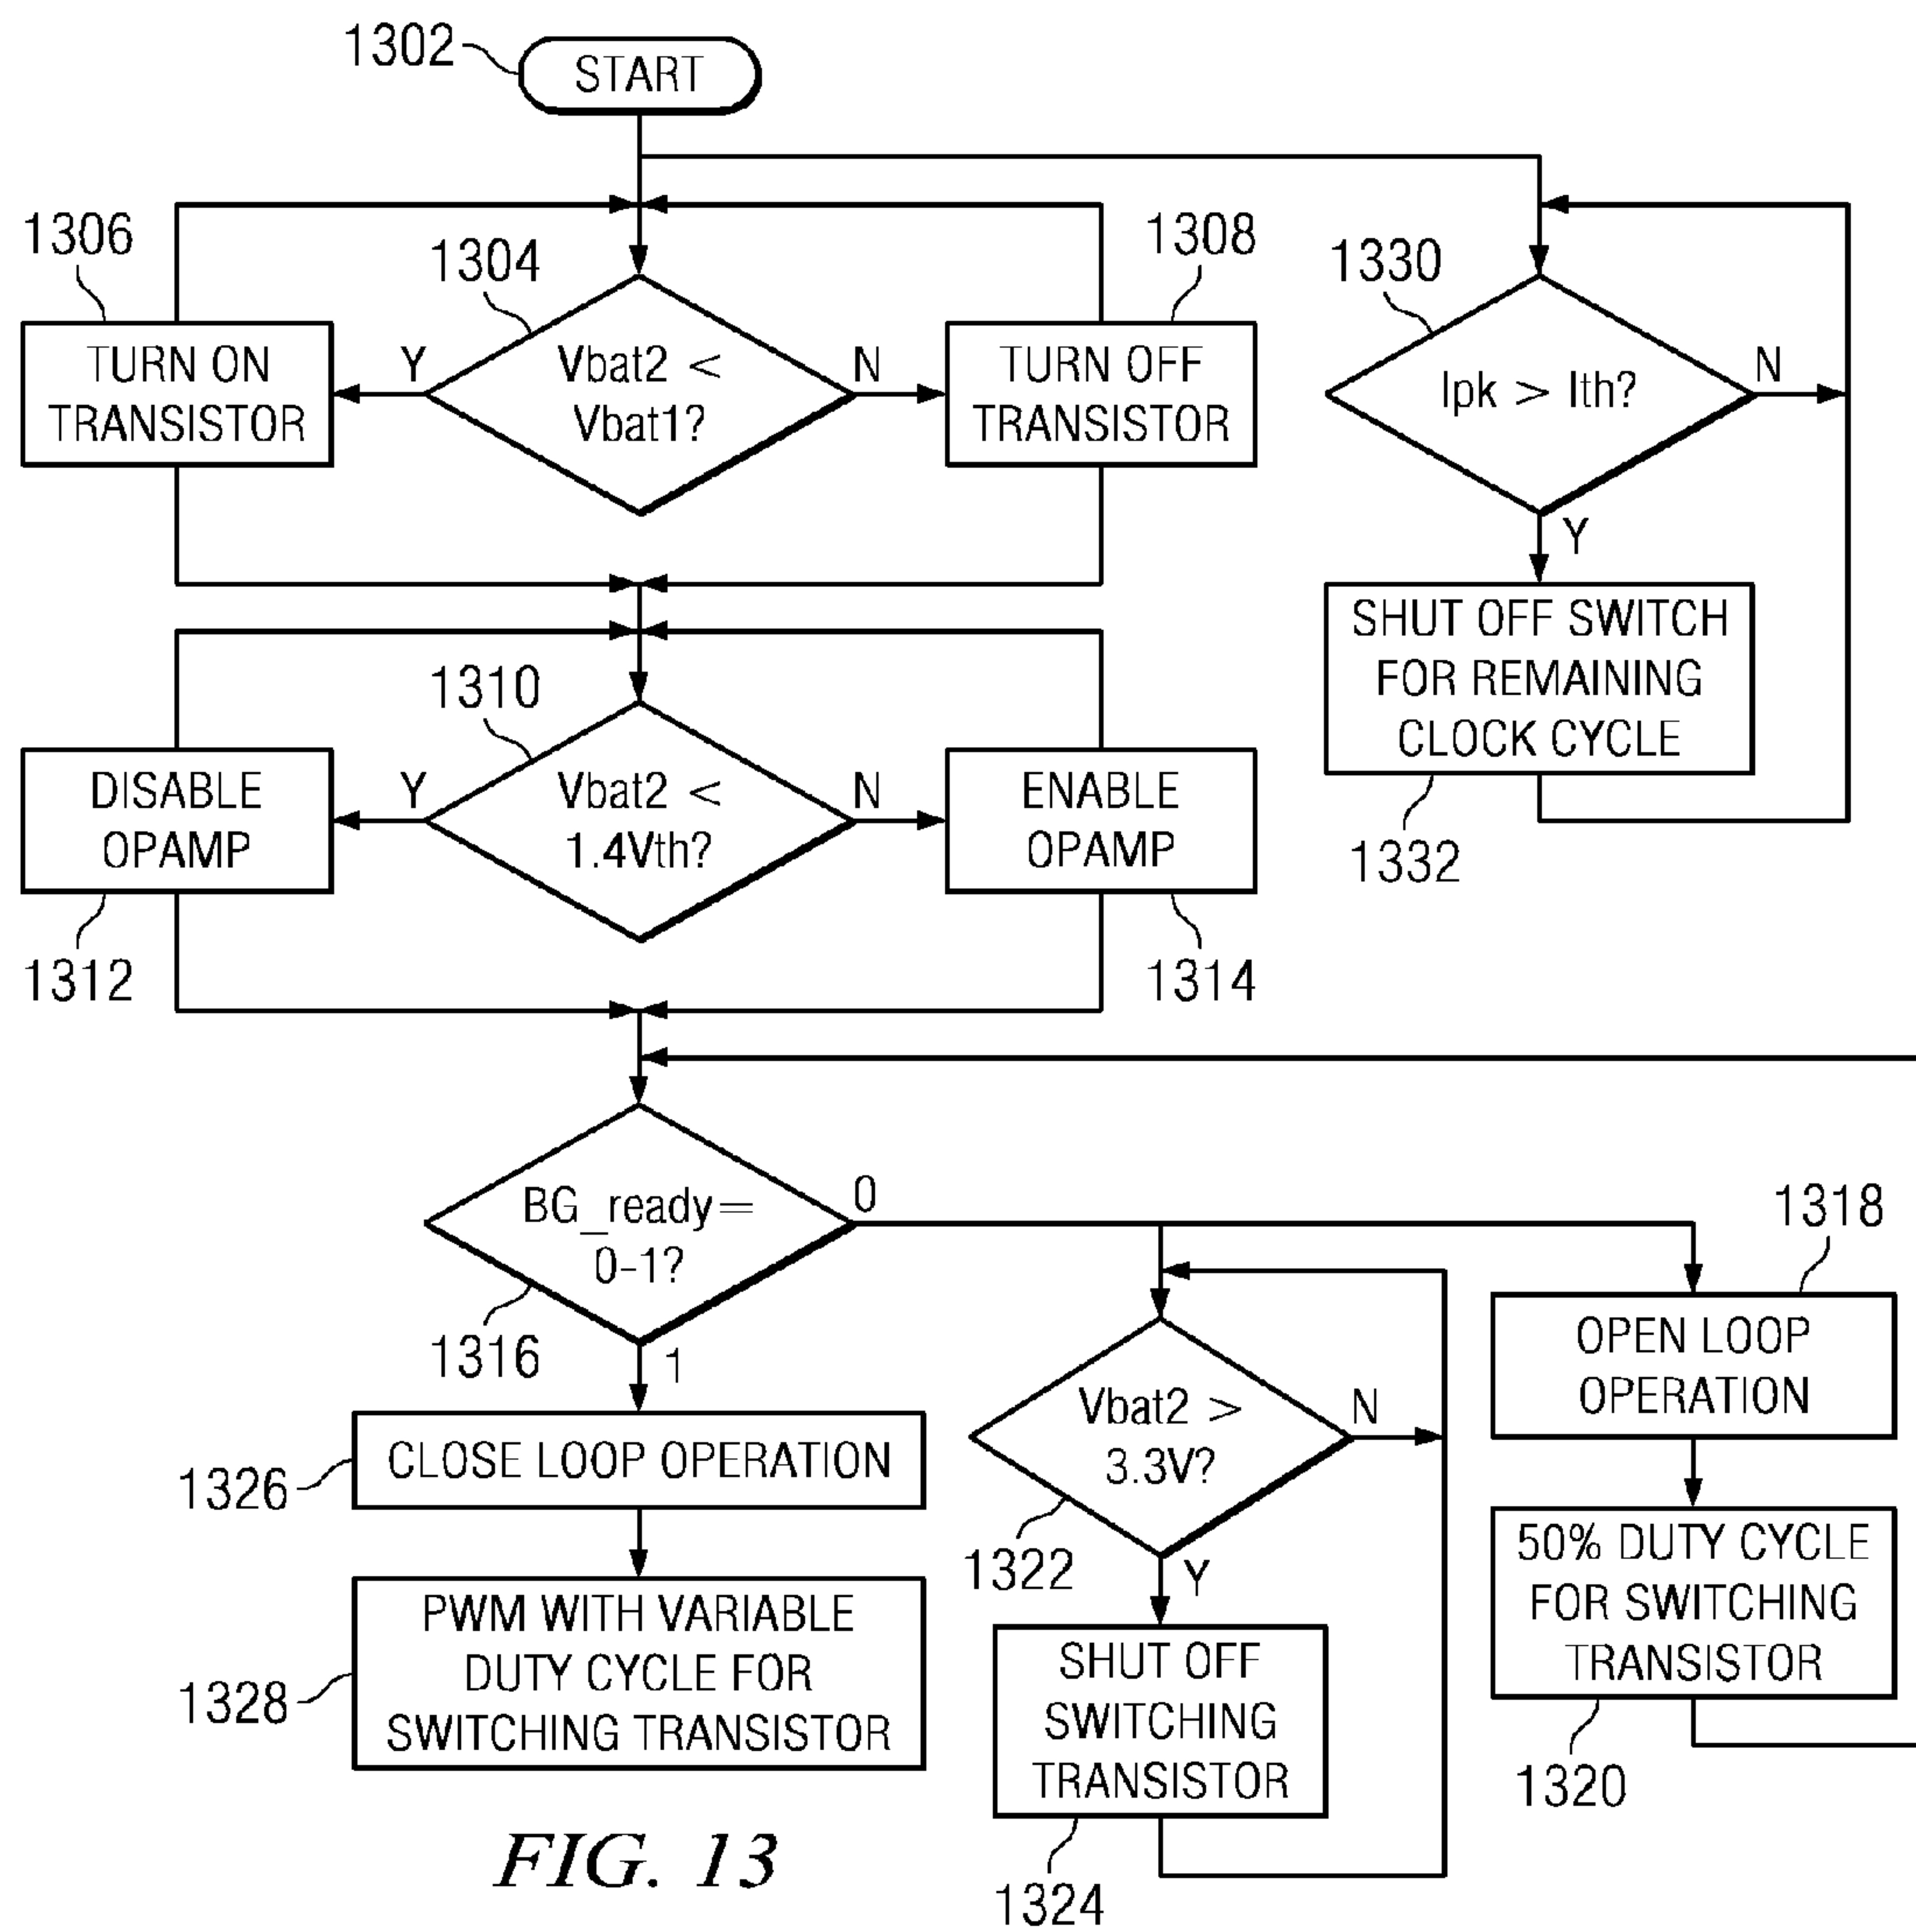 1302
START
1306
1304
1308
1330
TURN ON
TRANSISTOR
Y
Vbat2 <
Vbat1?
N
TURN OFF
TRANSISTOR
Ipk > Ith?
N
Y
SHUT OFF SWITCH
FOR REMAINING
CLOCK CYCLE
1332
1310
DISABLE
OPAMP
Y
Vbat2 <
1.4Vth?
N
ENABLE
OPAMP
1312
1314
BG_ready=
0-1?
0
1316
1
1318
OPEN LOOP
OPERATION
Vbat2 >
3.3V?
N
1322
Y
CLOSE LOOP OPERATION
1326
50% DUTY CYCLE
FOR SWITCHING
TRANSISTOR
1320
PWM WITH VARIABLE
DUTY CYCLE FOR
SWITCHING TRANSISTOR
1328
SHUT OFF
SWITCHING
TRANSISTOR
1324
FIG. 13